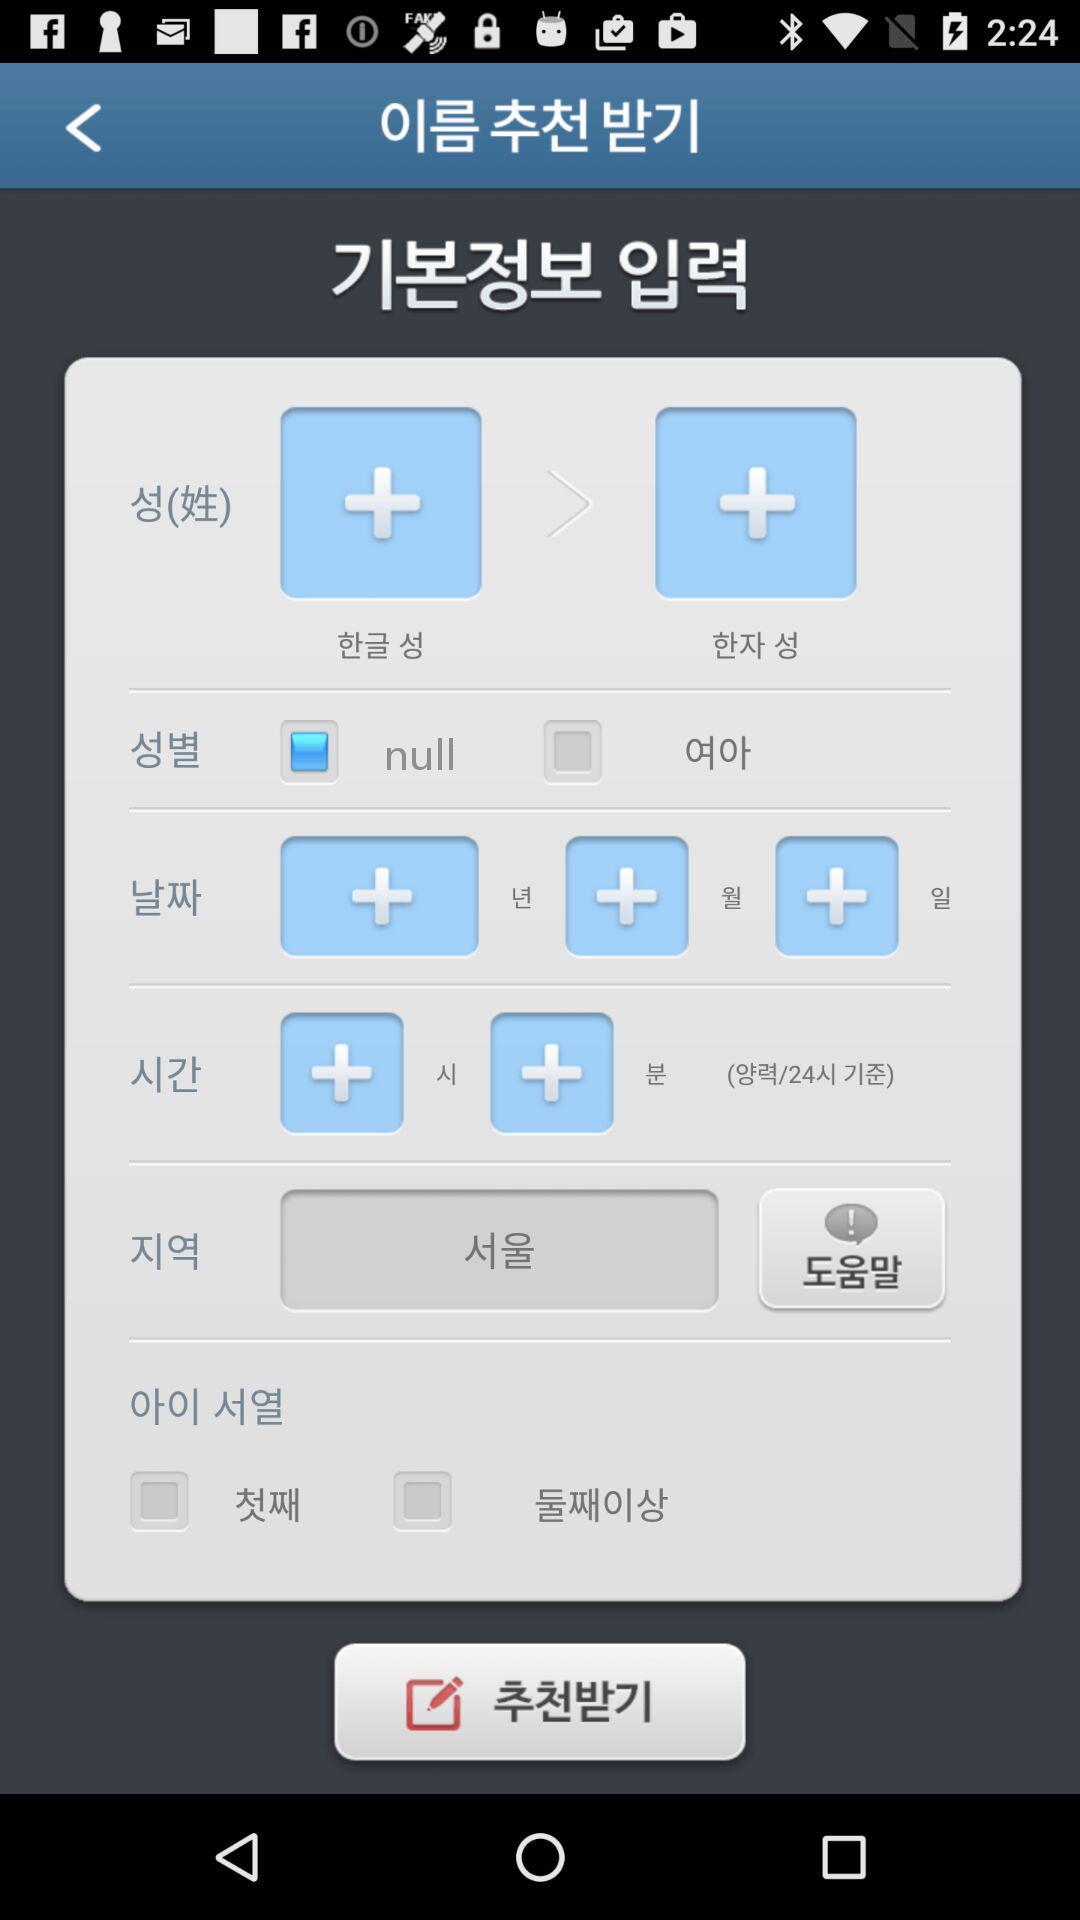 FAKE
2:24
이름 추천 받기
기본정보 입력
성(姓)
한글 성
한자 성
성별
null
여아
날짜
년
월
일
시간
시
분
(양력/24시 기준)
지역
서울
도움말
아이 서열
첫째
둘째이상
추천받기